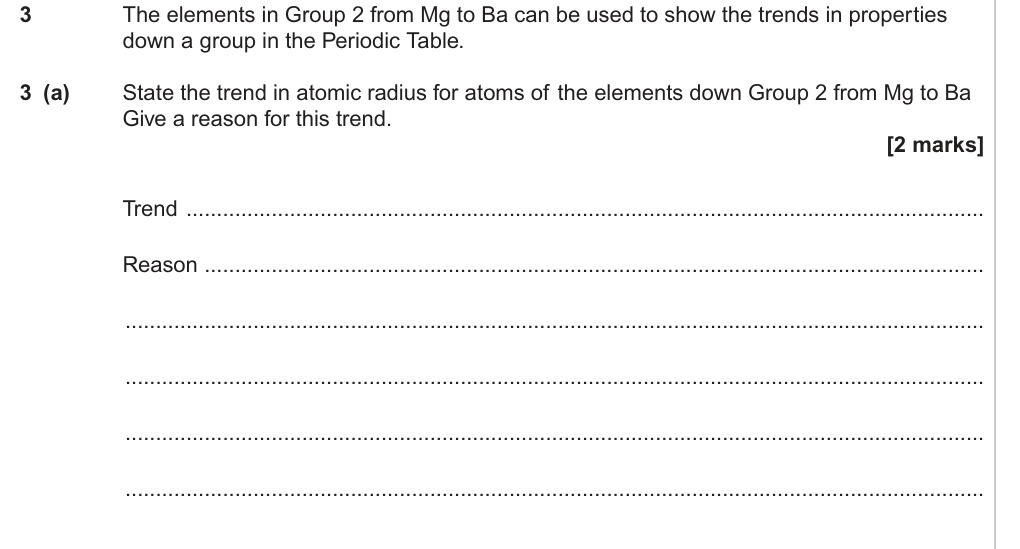 3 The elements in Group 2 from Mg to Ba can be used to show the trends in properties
down a group in the Periodic Table.
3 (a) State the trend in atomic radius for atoms of the elements down Group 2 from Mg to Ba
Give a reason for this trend.
[2 marks]
Trend ....................................................................................................................................
Reason .................................................................................................................................
..............................................................................................................................................
..............................................................................................................................................
..............................................................................................................................................
..............................................................................................................................................